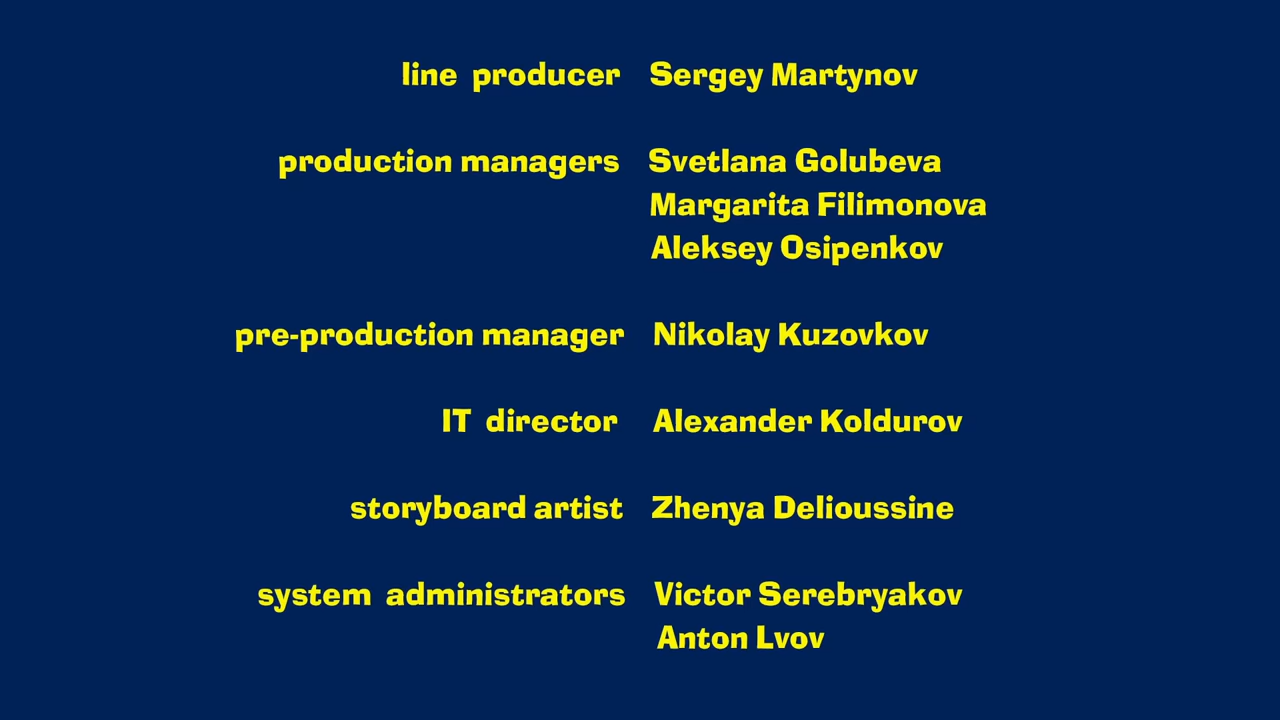 line producer Sergey Martynov
production managers Svetlana Golubeva
Margarita Filimonova
Aleksey Osipenkov
pre-production manager Nikolay Kuzovkov
IT director Alexander Koldurov
storyboard artist Zhenya Delioussine
system administrators Victor Serebryakov
Anton Lvov